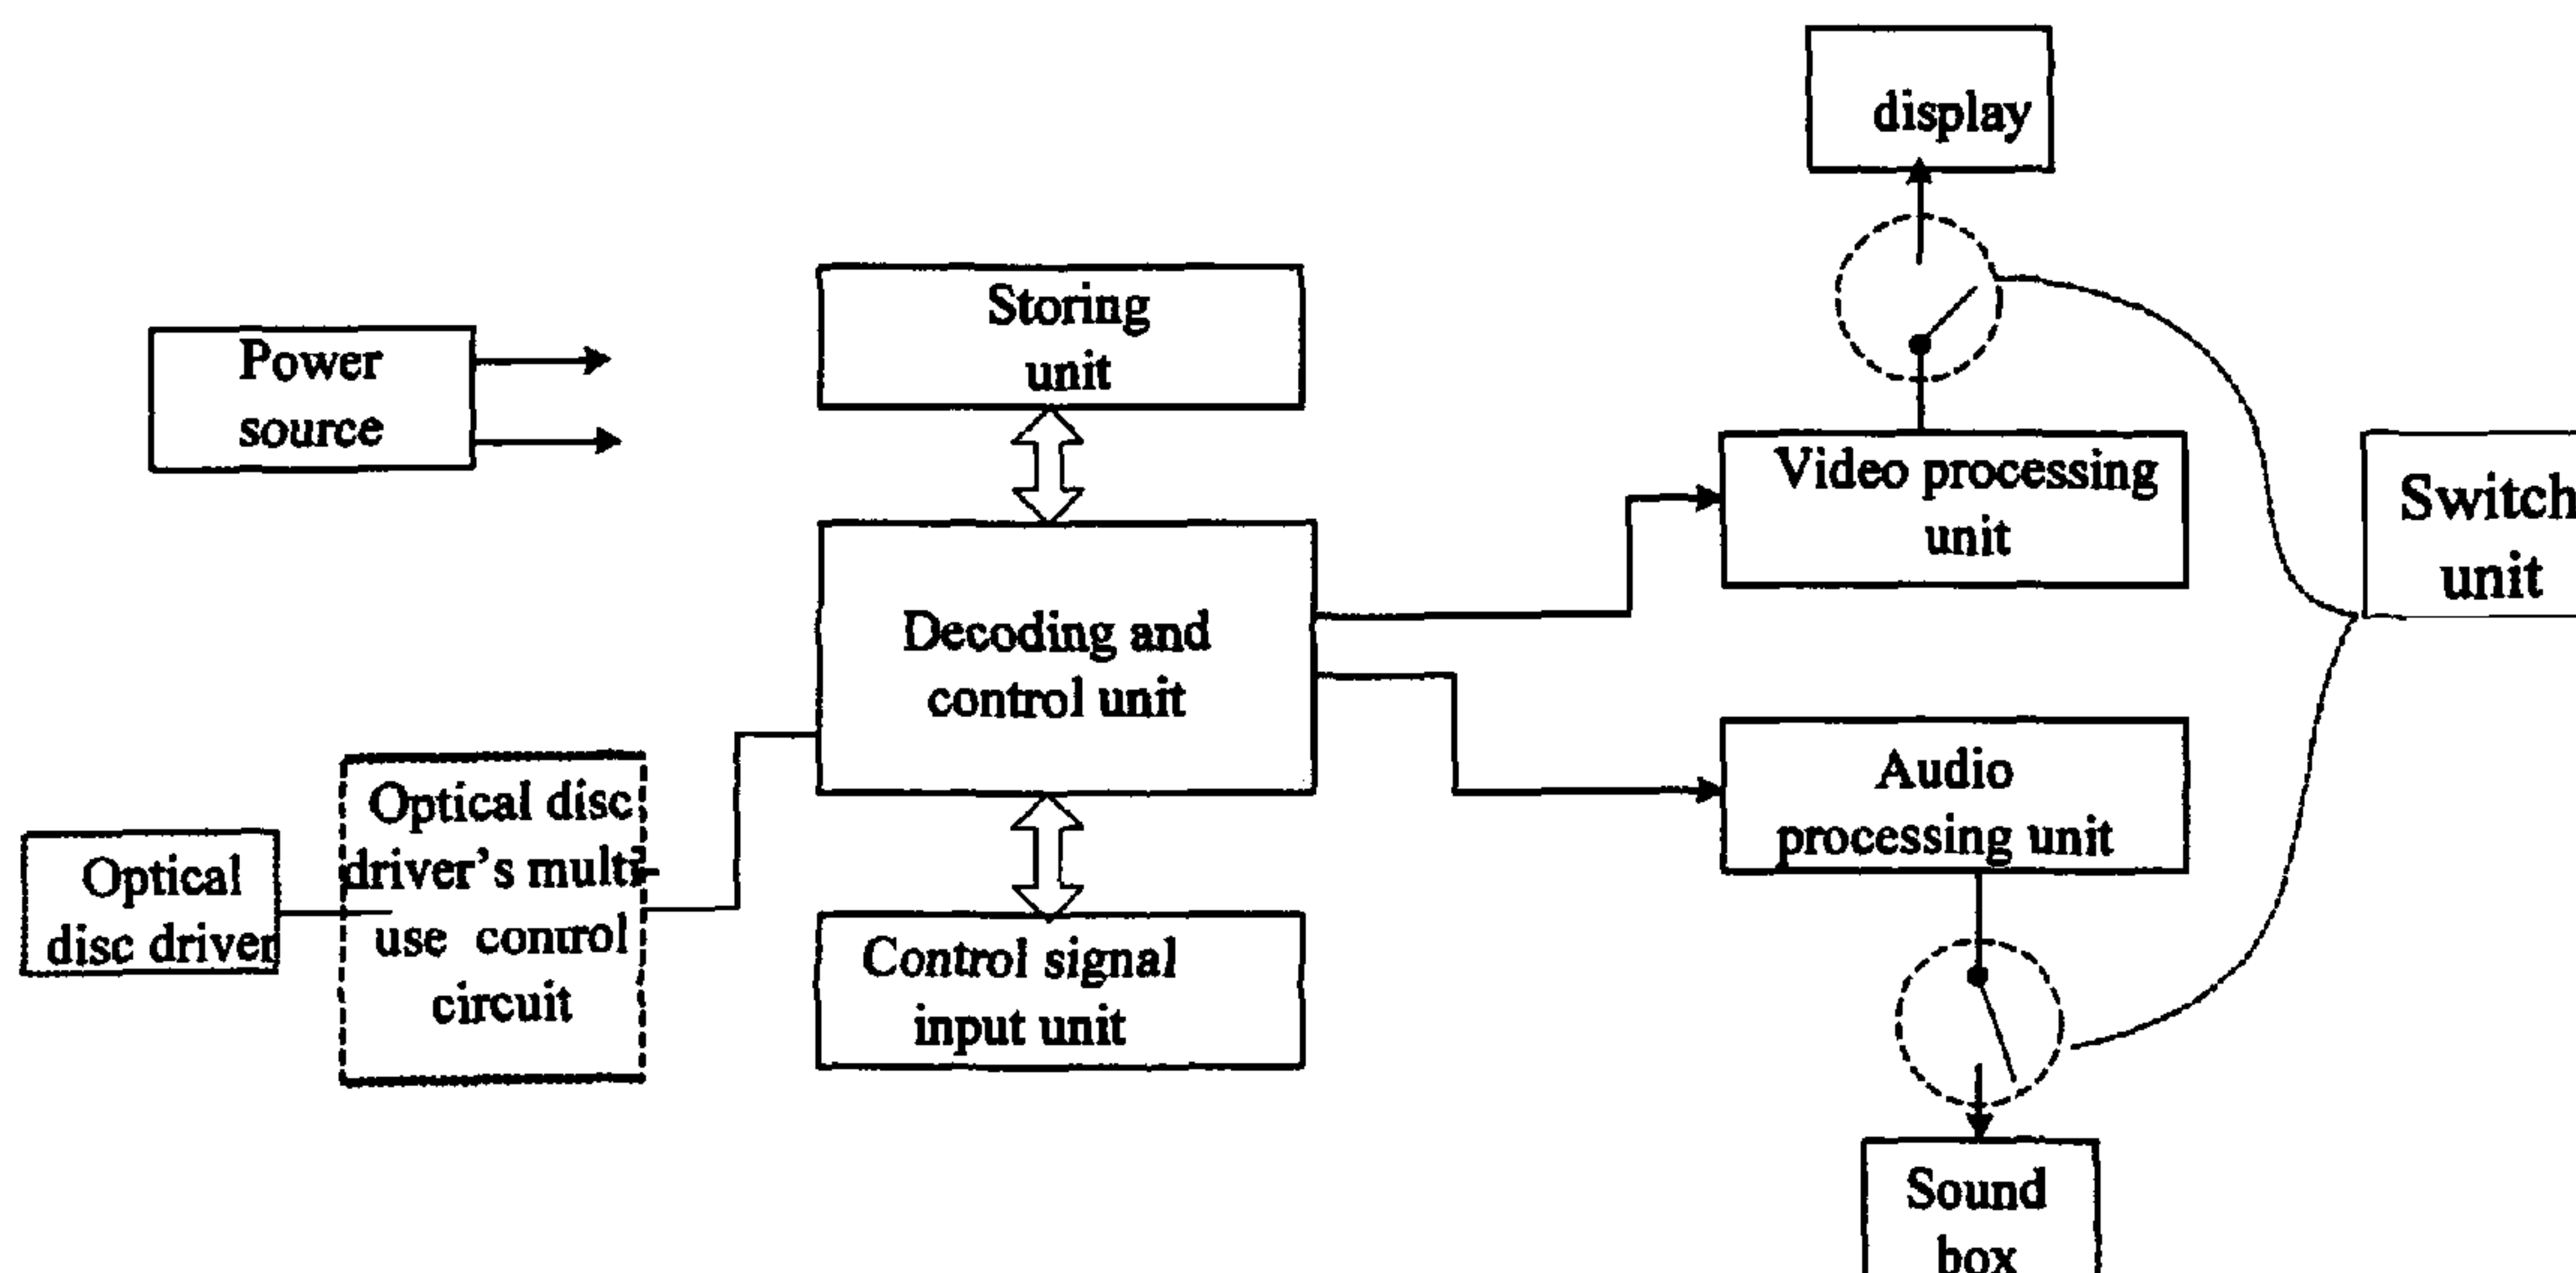 display
Storing
unit
Power
source
Video processing
unit
Switch
unit
Decoding and
control unit
Audio
processing unit
Optical disc
driver's multi-
use control
circuit
Optical
disc driver
Control signal
input unit
Sound
box